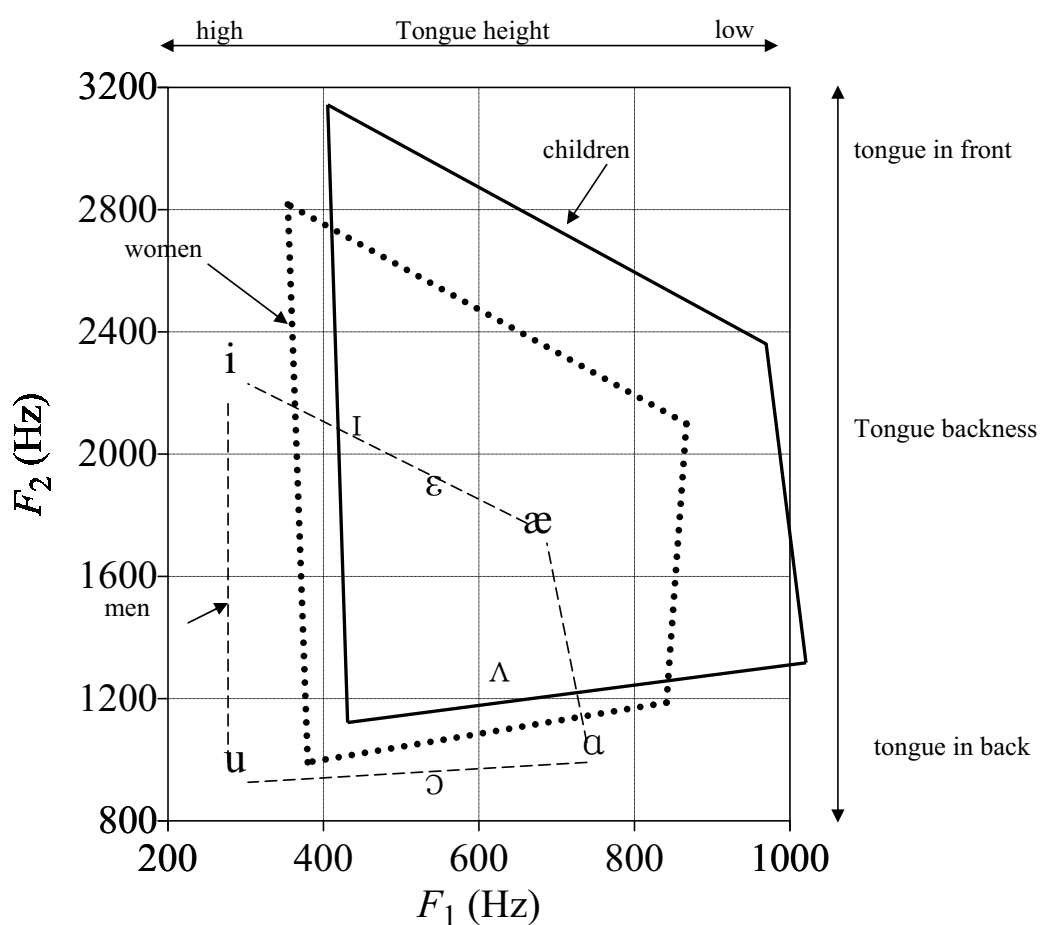 high Tongue height low
3200
children
tongue in front
2800
women
2400
i
Tongue backness
ɪ
2000
ɛ
æ
F2 (Hz)
1600
men
ʌ
1200
ɑ
tongue in back
u
ɔ
800
200 400 600 800 1000
F1 (Hz)